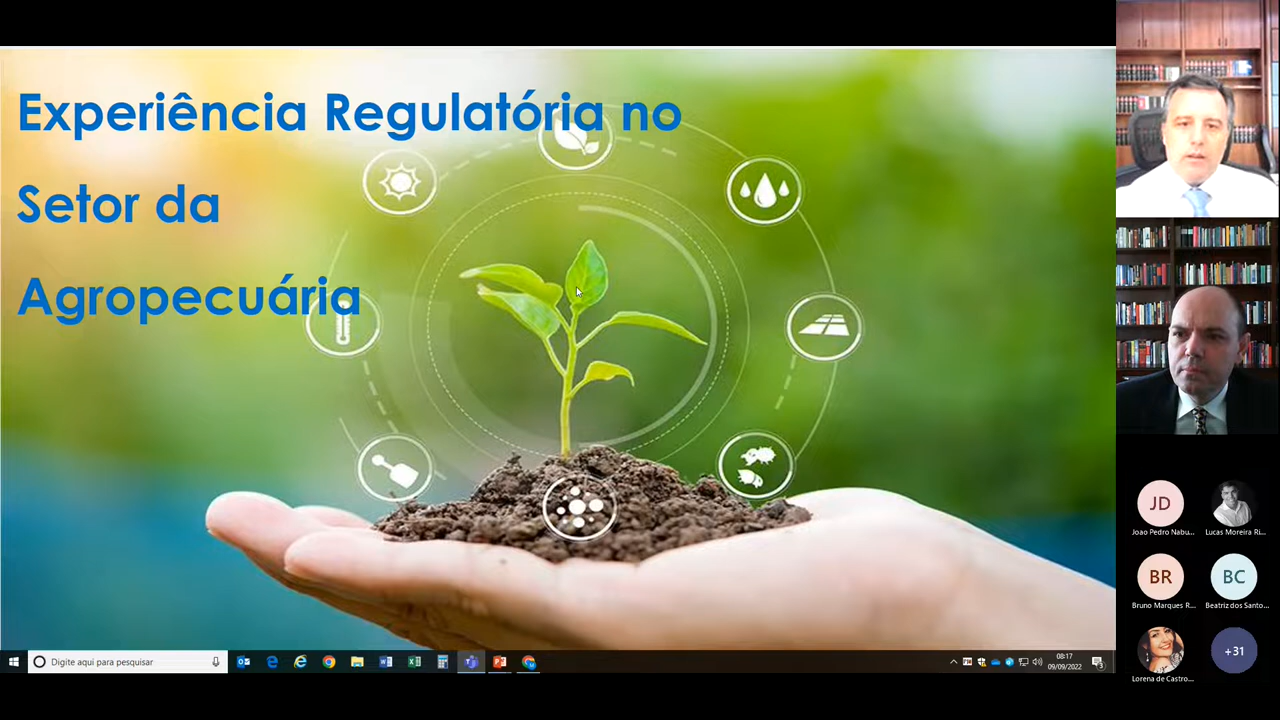 Experiência Regulatória no
Setor da
Agropecuária
JD
Joao Pedro Nabu...
Lucas Moreira Ri...
BR
Bruno Marques R...
BC
Beatriz dos Santo...
Lorena de Castro...
+31
Digite aqui para pesquisar
08:17
09/09/2022